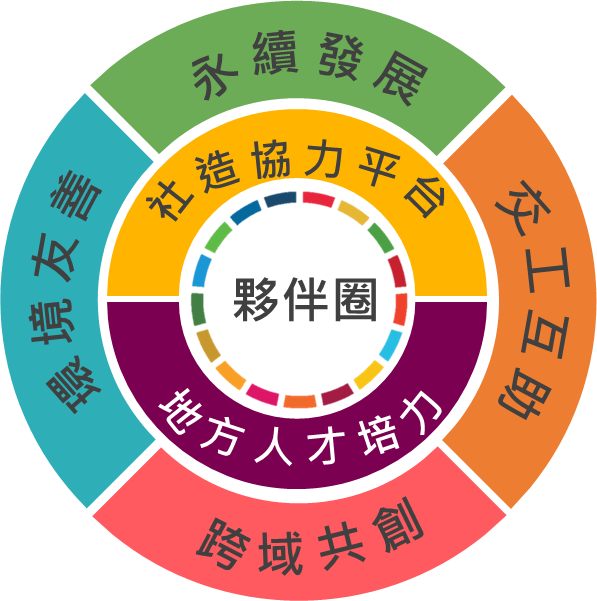 永續發展
社造協力平台
環境友善
交工互助
夥伴圈
地方人才培力
跨域共創